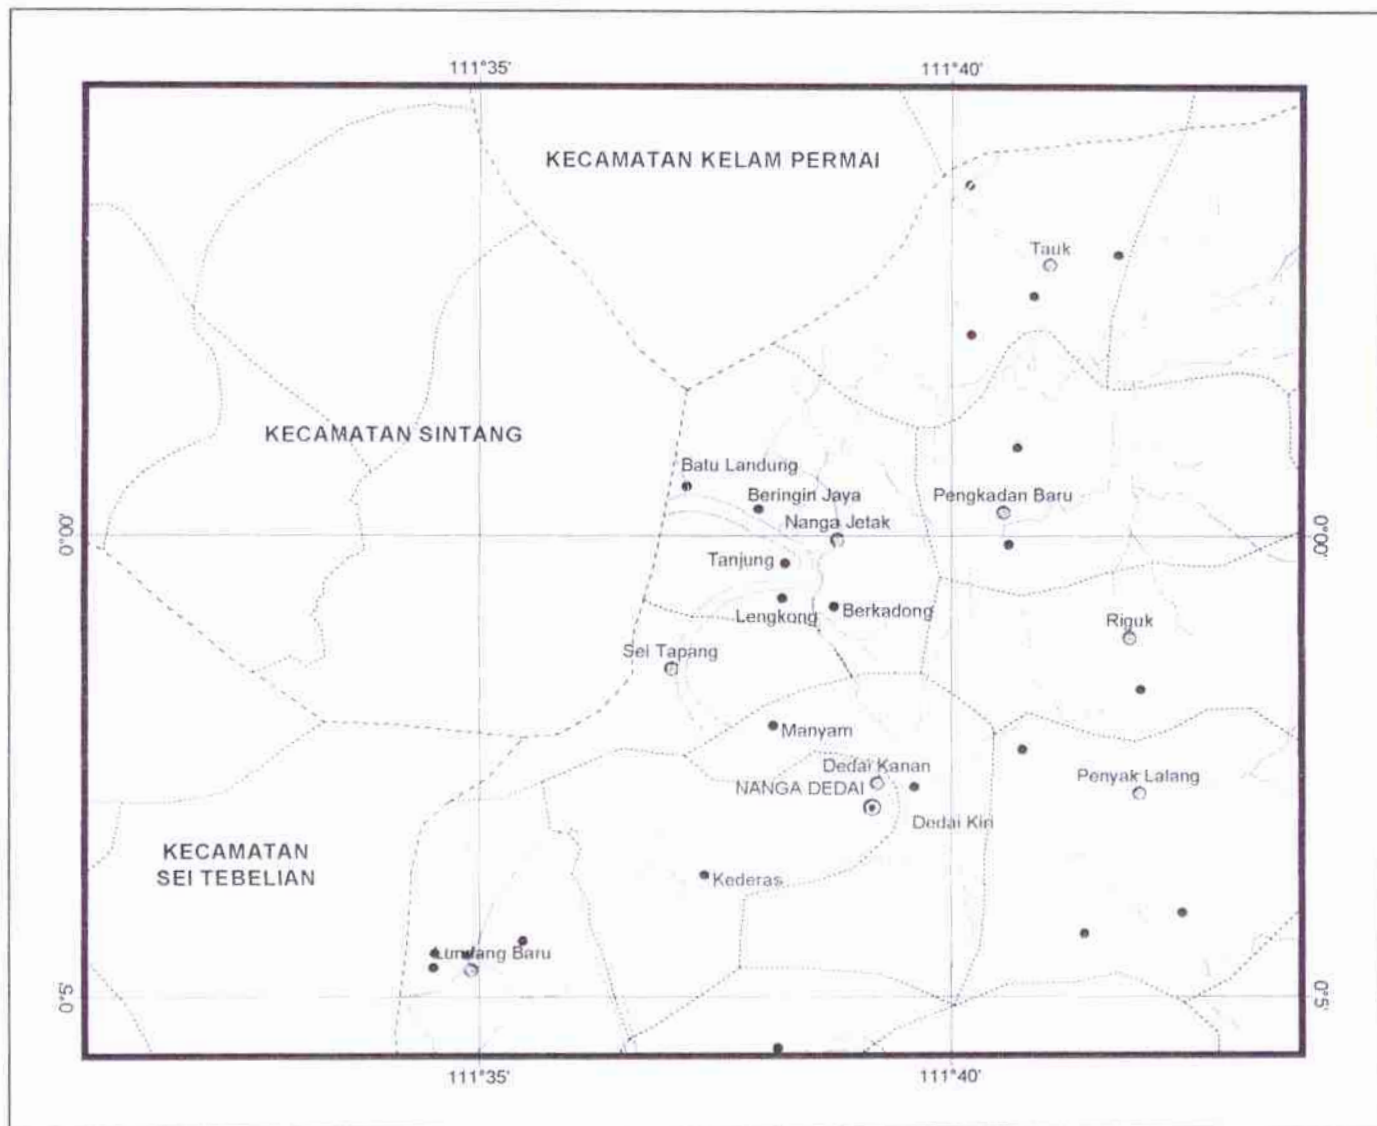 111°35' 111°40'
KECAMATAN KELAM PERMAI
Tauk
KECAMATAN SINTANG
Batu Landung
Beringin Jaya
Pengkadan Baru
Nanga Jetak
0°00' 0°00'
Tanjung
Lengkong
Berkadong
Riguk
Sei Tapang
Manyam
Dedai Kanan
Penyak Lalang
NANGA DEDAI
Dedai Kiri
KECAMATAN
SEI TEBELIAN
Kederas
Baru
0°5' 0°5'
111°35' 111°40'